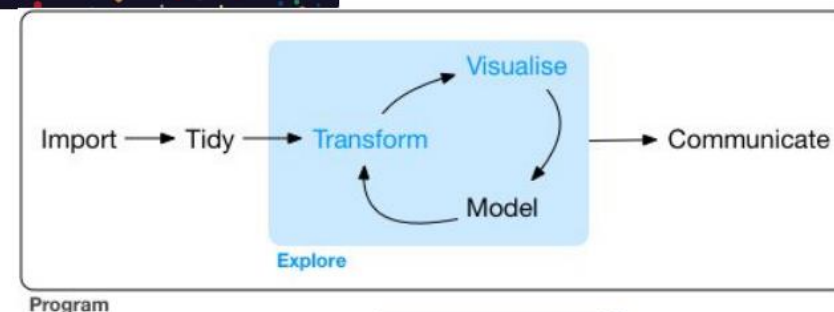 Visualise
Import Tidy Transform Communicate
Model
Explore
Program